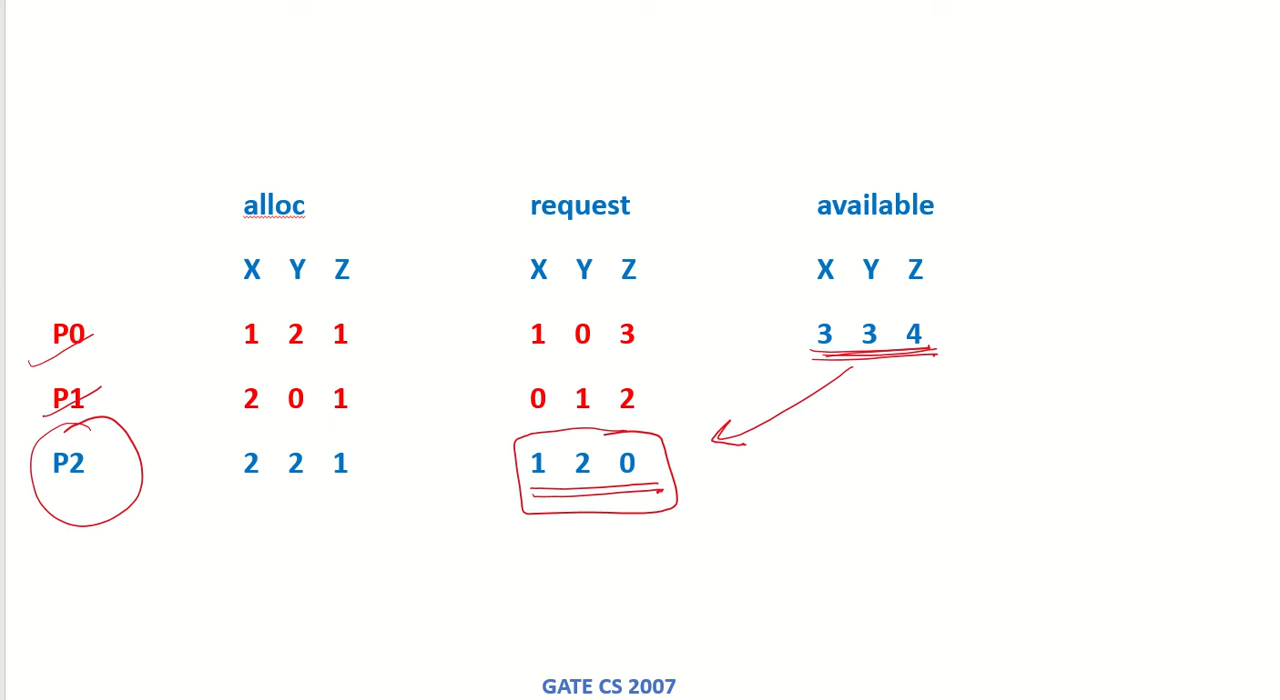 alloc request available
X Y Z X Y Z X Y Z
P0 1 2 1 1 0 3 3 3 4
P1 2 0 1 0 1 2
P2 2 2 1 1 2 0
GATE CS 2007